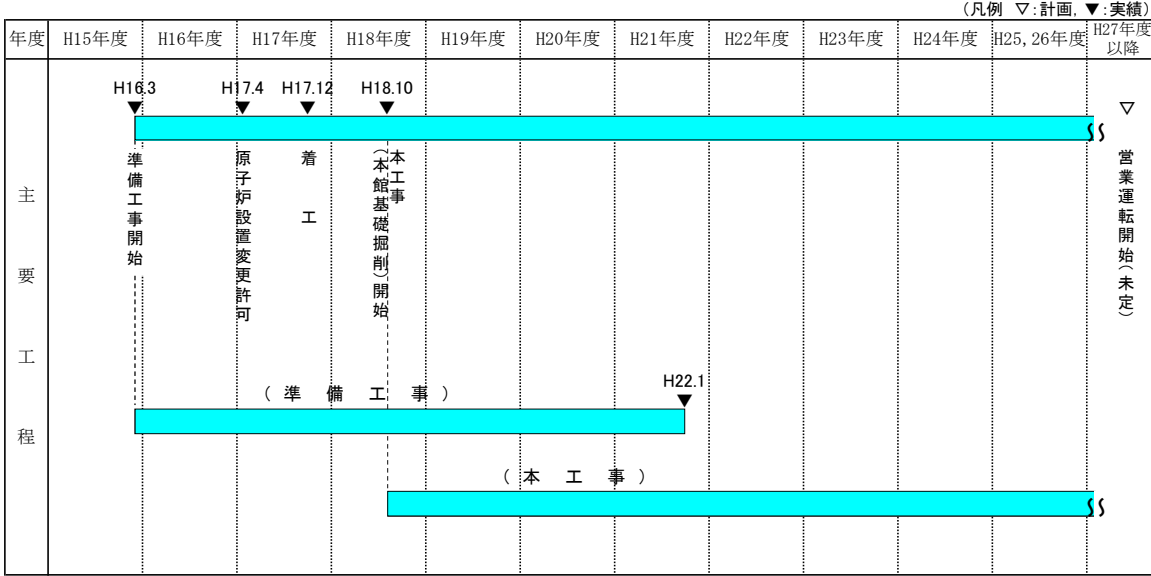 (凡例 ▽:計画, ▼:実績)
年度 H15年度 H16年度 H17年度 H18年度 H19年度 H20年度 H21年度 H22年度 H23年度 H24年度 H25,26年度 H27年度以降
主要工程
H16.3 H17.4 H17.12 H18.10
▼ ▼ ▼ ▼ ▽
準備工事開始
原子炉設置変更許可
着工
本工事
(本館基礎掘削)開始
営業運転開始(未定)
(準備工事)
H22.1
▼
(本工事)